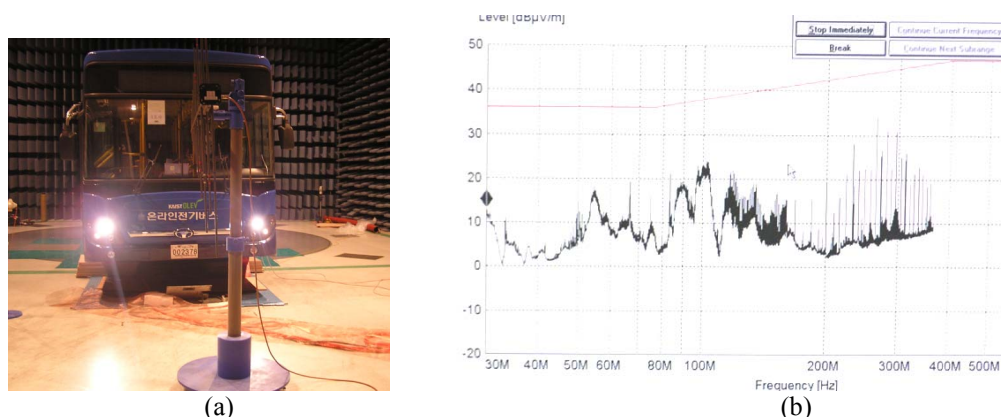 KAIST OLEV
온라인전기버스
(a)
Level [dBµV/m]
Stop Immediately
Continue Current Frequency
Break
Continue Next Subrange
50
40
30
20
10
0
10
-20
30M 40M 50M 60M 80M 100M 200M 300M 400M 500M
Frequency [Hz]
(b)